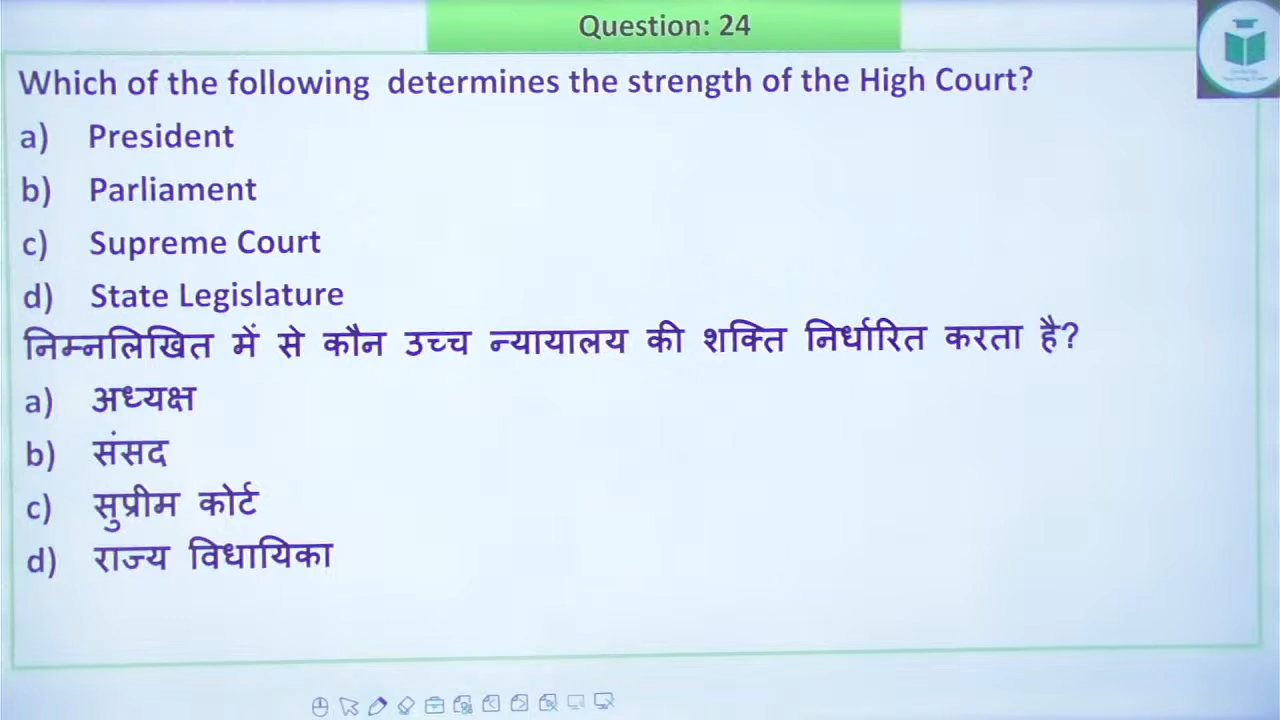 Question: 24
Which of the following determines the strength of the High Court?
a) President
b) Parliament
c) Supreme Court
d) State Legislature
निम्नलिखित में से कौन उच्च न्यायालय की शक्ति निर्धारित करता है?
a) अध्यक्ष
b) संसद
c) सुप्रीम कोर्ट
d) राज्य विधायिका